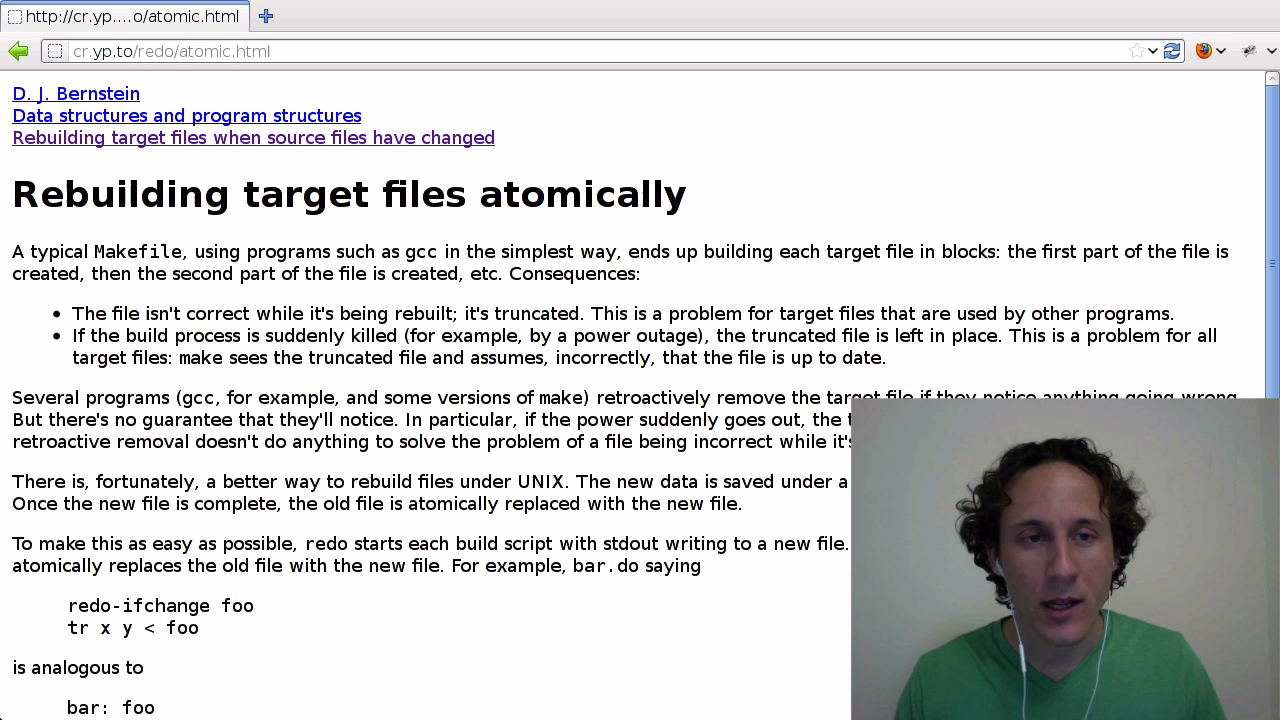 http://cr.yp....o/atomic.html
cr.yp.to/redo/atomic.html
D. J. Bernstein
Data structures and program structures
Rebuilding target files when source files have changed
Rebuilding target files atomically
A typical Makefile, using programs such as gcc in the simplest way, ends up building each target file in blocks: the first part of the file is
created, then the second part of the file is created, etc. Consequences:
• The file isn't correct while it's being rebuilt; it's truncated. This is a problem for target files that are used by other programs.
• If the build process is suddenly killed (for example, by a power outage), the truncated file is left in place. This is a problem for all
target files: make sees the truncated file and assumes, incorrectly, that the file is up to date.
Several programs (gcc, for example, and some versions of make) retroactively remove the target file if they notice anything going wrong.
But there's no guarantee that they'll notice. In particular, if the power suddenly goes out, the
retroactive removal doesn't do anything to solve the problem of a file being incorrect while it's
There is, fortunately, a better way to rebuild files under UNIX. The new data is saved under a
Once the new file is complete, the old file is atomically replaced with the new file.
To make this as easy as possible, redo starts each build script with stdout writing to a new file.
atomically replaces the old file with the new file. For example, bar.do saying
redo-ifchange foo
tr x y < foo
is analogous to
bar: foo